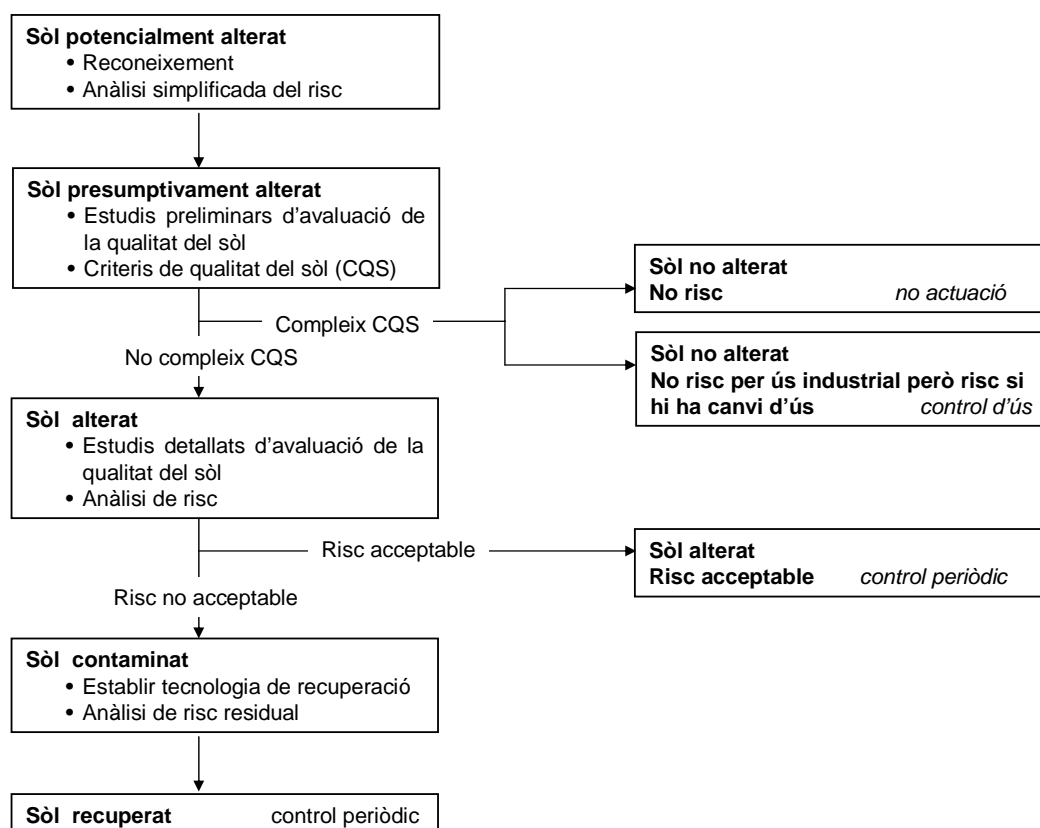 Sòl potencialment alterat
• Reconeixement
• Anàlisi simplificada del risc
Sòl presumptivament alterat
• Estudis preliminars d'avaluació de
la qualitat del sòl
• Criteris de qualitat del sòl (CQS)
Compleix CQS
Sòl no alterat
No risc no actuació
Sòl no alterat
No risc per ús industrial però risc si
hi ha canvi d'ús control d'ús
No compleix CQS
Sòl alterat
• Estudis detallats d'avaluació de la
qualitat del sòl
• Anàlisi de risc
Risc acceptable
Sòl alterat
Risc acceptable control periòdic
Risc no acceptable
Sòl contaminat
• Establir tecnologia de recuperació
• Anàlisi de risc residual
Sòl recuperat control periòdic